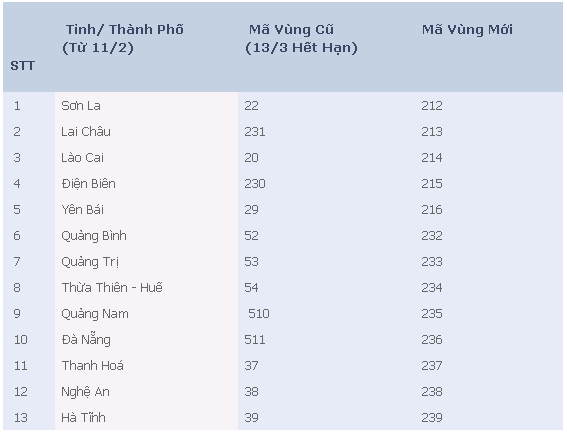 STT Tỉnh/ Thành Phố (Từ 11/2) Mã Vùng Cũ (13/3 Hết Hạn) Mã Vùng Mới
1 Sơn La 22 212
2 Lai Châu 231 213
3 Lào Cai 20 214
4 Điện Biên 230 215
5 Yên Bái 29 216
6 Quảng Bình 52 232
7 Quảng Trị 53 233
8 Thừa Thiên - Huế 54 234
9 Quảng Nam 510 235
10 Đà Nẵng 511 236
11 Thanh Hoá 37 237
12 Nghệ An 38 238
13 Hà Tĩnh 39 239